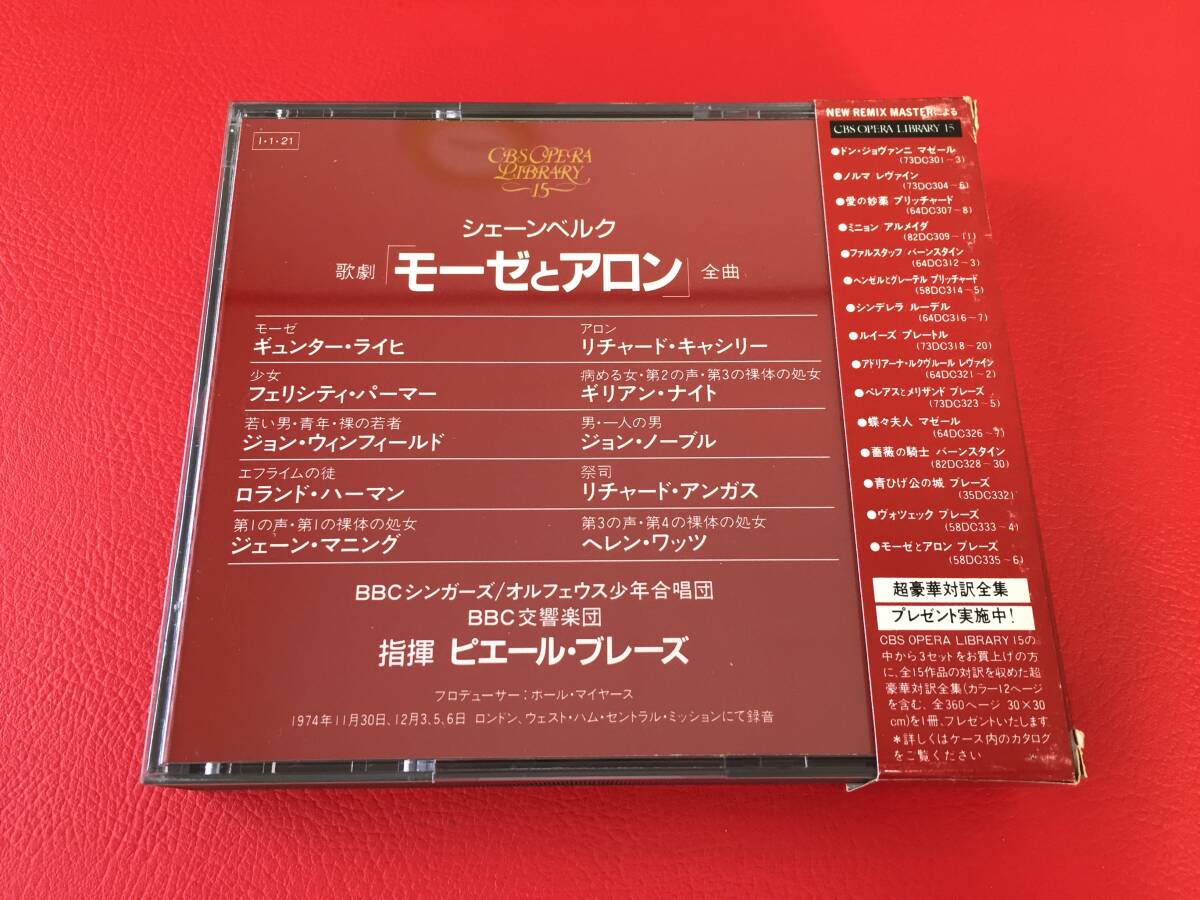 I・1・21
CBS OPERA
LIBRARY
15
シェーンベルク
歌劇「モーゼとアロン」全曲
モーゼ
ギュンター・ライヒ
アロン
リチャード・キャシリー
少女
フェリシティ・パーマー
病める女・第2の声・第3の裸体の処女
ギリアン・ナイト
若い男・青年・裸の若者
ジョン・ウィンフィールド
男・一人の男
ジョン・ノーブル
エフライムの徒
ロランド・ハーマン
祭司
リチャード・アンガス
第1の声・第1の裸体の処女
ジェーン・マニング
第3の声・第4の裸体の処女
ヘレン・ワッツ
BBCシンガーズ/オルフェウス少年合唱団
BBC交響楽団
指揮 ピエール・ブレーズ
プロデューサー:ポール・マイヤース
1974年11月30日、12月3、5、6日 ロンドン、ウェスト・ハム・セントラル・ミッションにて録音
NEW REMIX MASTERによる
CBS OPERA LIBRARY 15
●ドン・ジョヴァンニ マゼール
(73DC301~3)
●ノルマ レヴァイン
(73DC304~6)
●愛の妙薬 プリッチャード
(64DC307~8)
●ミニョン アルメイダ
(82DC309~11)
●ファルスタッフ バーンスタイン
(64DC312~3)
●ヘンゼルとグレーテル プリッチャード
(58DC314~5)
●シンデレラ ルーデル
(64DC316~7)
●ルイーズ プレートル
(73DC318~20)
●アドリアーナ・ルクヴルール レヴァイン
(64DC321~2)
●ペレアスとメリザンド ブレーズ
(73DC323~5)
●蝶々夫人 マゼール
(64DC326~7)
●薔薇の騎士 バーンスタイン
(82DC328~30)
●青ひげ公の城 ブレーズ
(35DC332)
●ヴォツェック ブレーズ
(58DC333~4)
●モーゼとアロン ブレーズ
(58DC335~6)
超豪華対訳全集
プレゼント実施中!
CBS OPERA LIBRARY 15の
中から3セットをお買上げの方
に、全15作品の対訳を収めた超
豪華対訳全集(カラー12ページ
を含む、全360ページ 30×30
cm)を1冊、プレゼントいたします
*詳しくはケース内のカタログ
をご覧ください